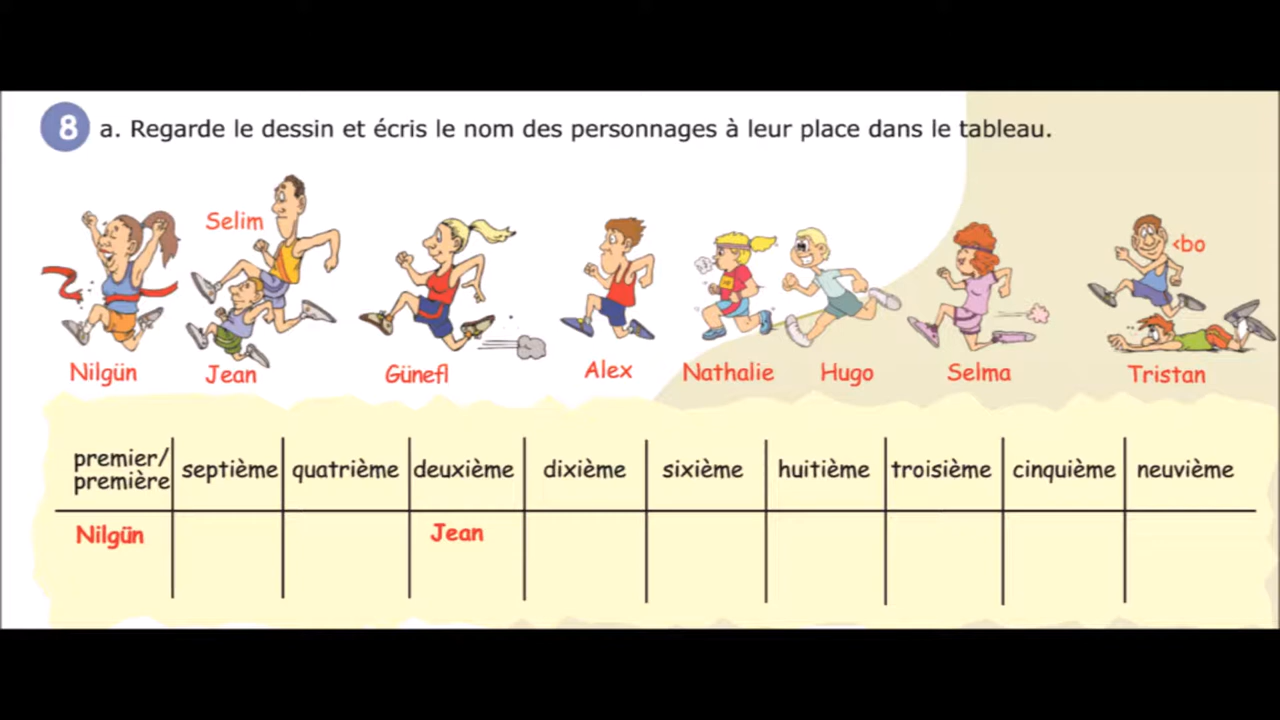 8 a. Regarde le dessin et écris le nom des personnages à leur place dans le tableau.
Selim
‹bo
Nilgün Jean Günefl Alex Nathalie Hugo Selma Tristan
premier/
première septième quatrième deuxième dixième sixième huitième troisième cinquième neuvième
Nilgün Jean